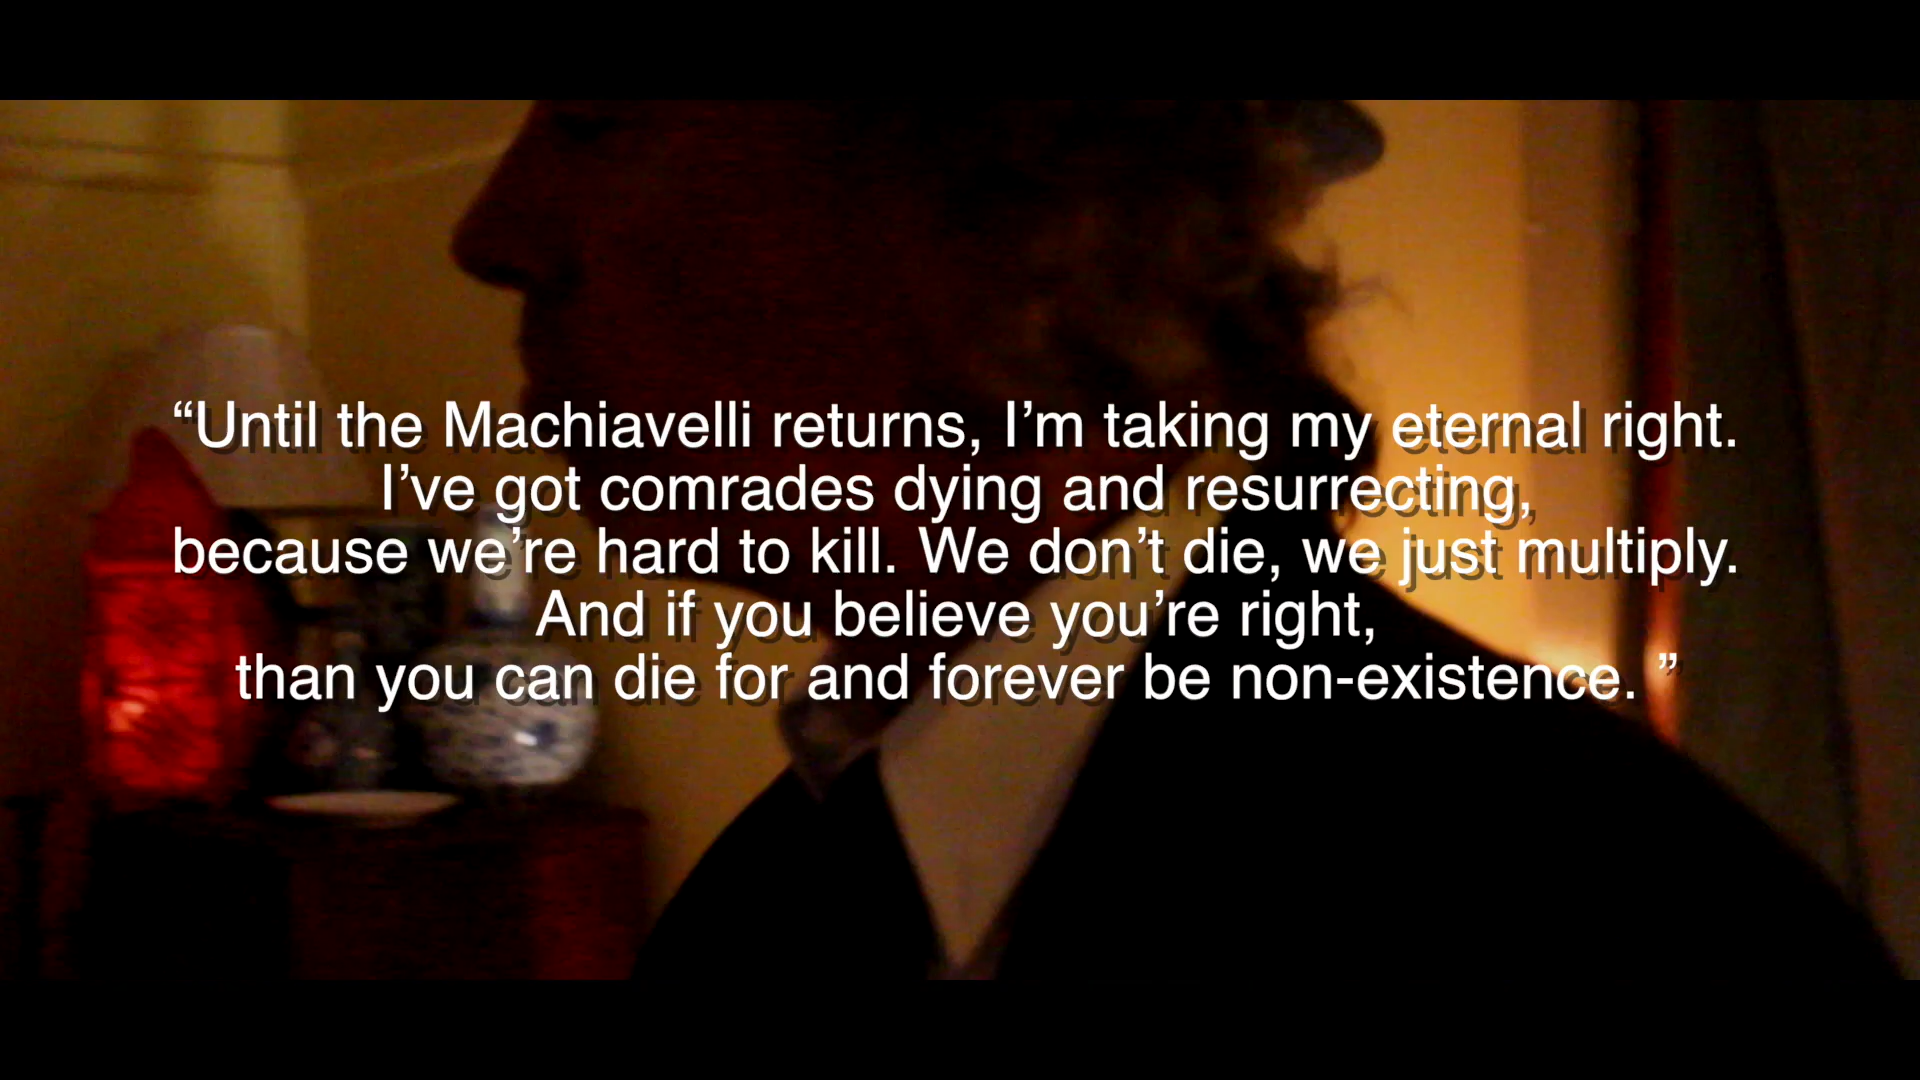 “Until the Machiavelli returns, I’m taking my eternal right.
I’ve got comrades dying and resurrecting,
because we’re hard to kill. We don’t die, we just multiply.
And if you believe you’re right,
than you can die for and forever be non-existence. ”